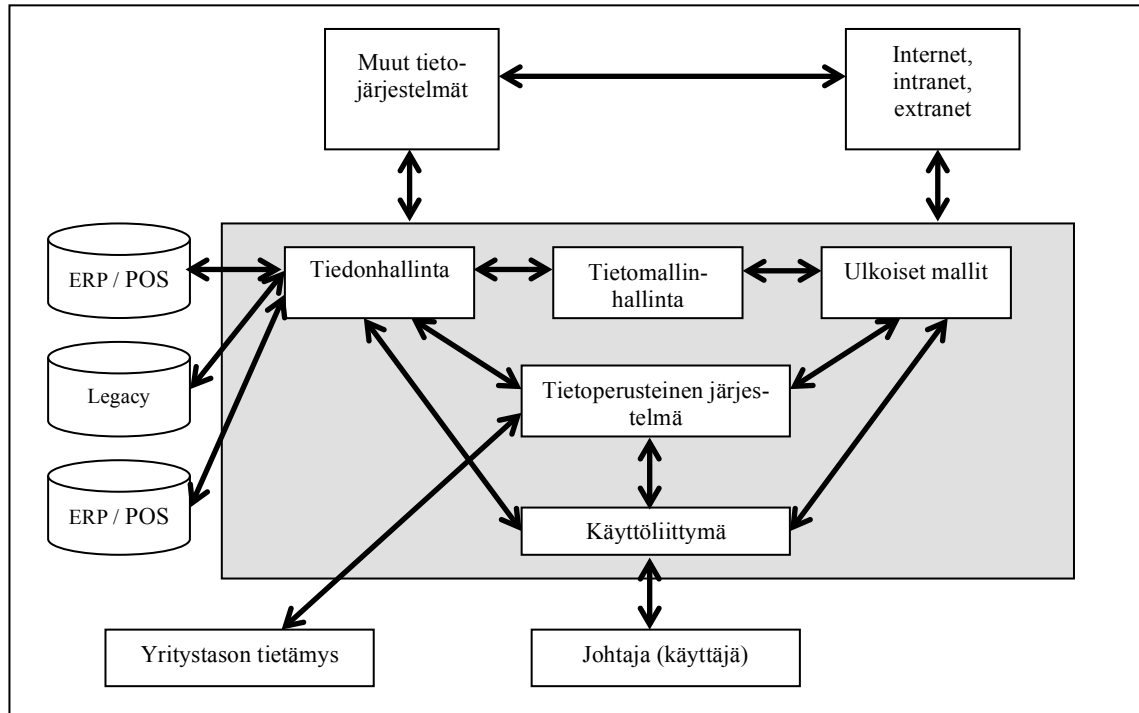 Muut tieto-
järjestelmät
Internet,
intranet,
extranet
ERP / POS
Tiedonhallinta
Tietomallin-
hallinta
Ulkoiset mallit
Legacy
Tietoperusteinen järjes-
telmä
ERP / POS
Käyttöliittymä
Yritystason tietämys
Johtaja (käyttäjä)